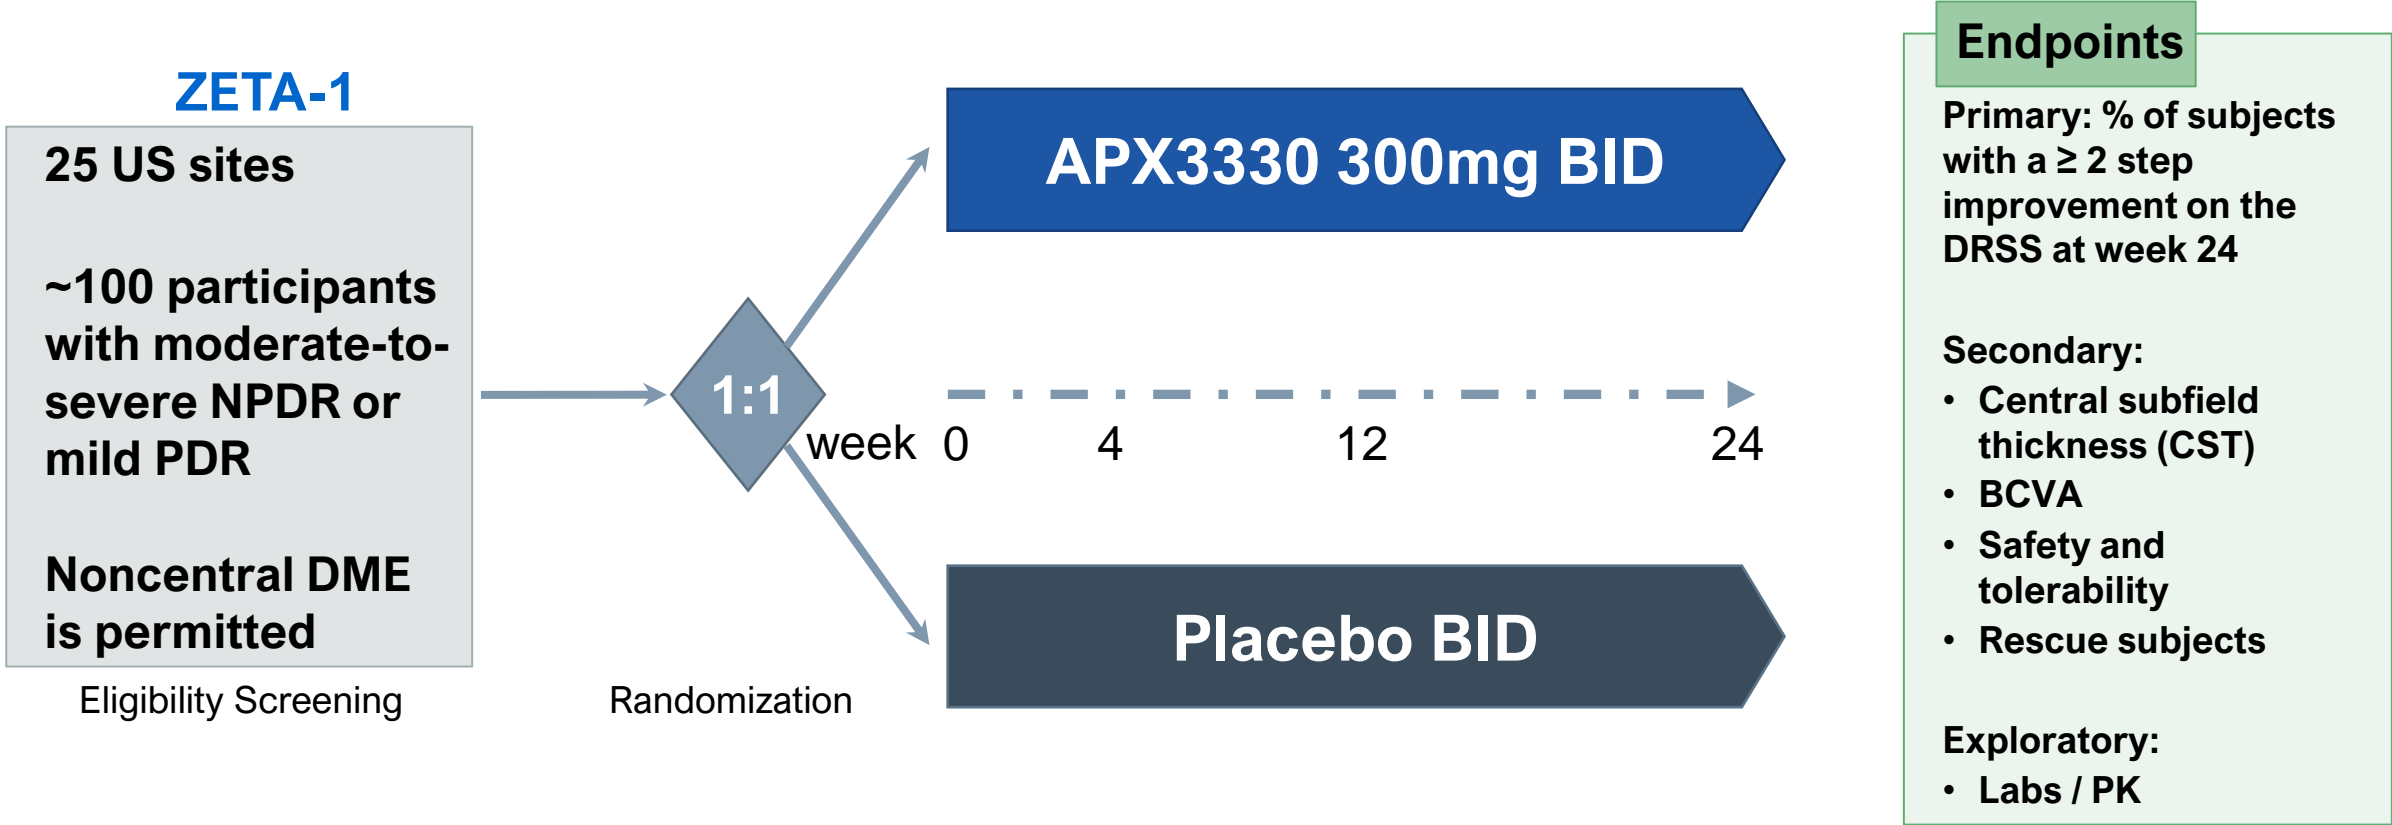 ZETA-1
25 US sites
~100 participants
with moderate-to-
severe NPDR or
mild PDR
Noncentral DME
is permitted
Eligibility Screening
1:1
Randomization
APX3330 300mg BID
week 0 4 12 24
Placebo BID
Endpoints
Primary: % of subjects
with a ≥ 2 step
improvement on the
DRSS at week 24
Secondary:
• Central subfield
thickness (CST)
• BCVA
• Safety and
tolerability
• Rescue subjects
Exploratory:
• Labs / PK